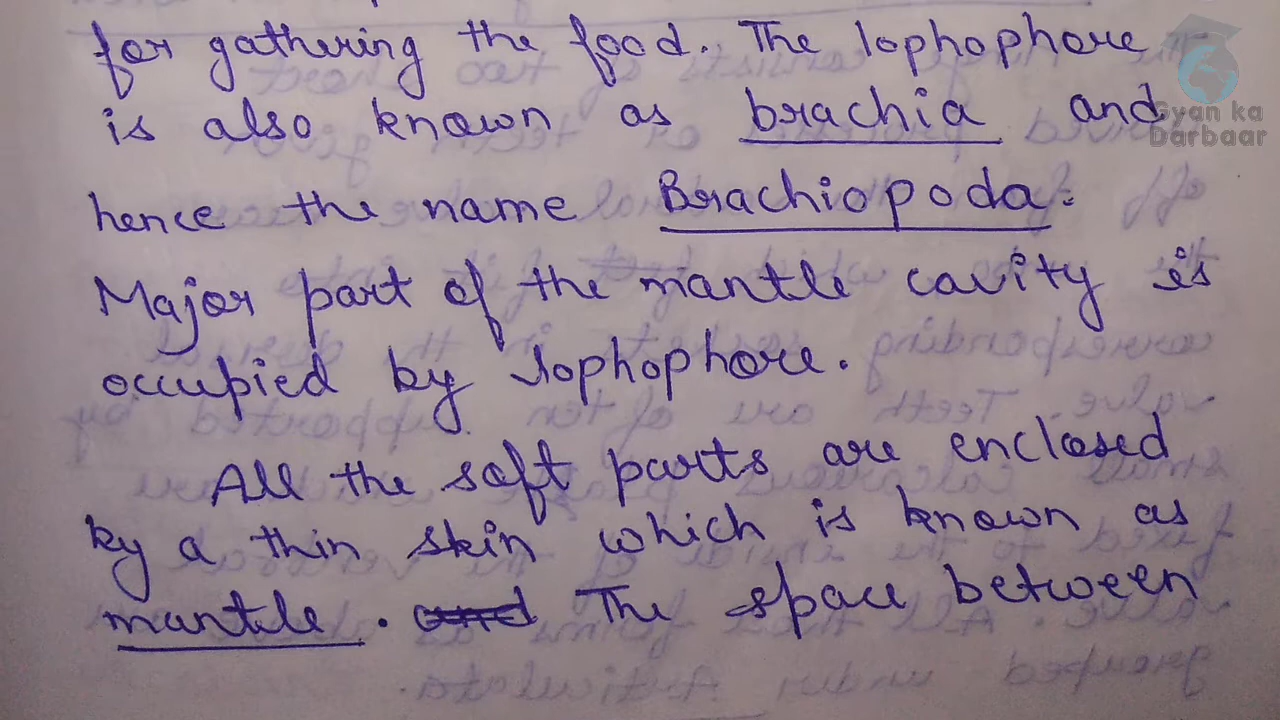 for gathering the food. The lophophore
is also known as brachia and
hence the name Brachiopoda.
Major part of the mantle cavity is
occupied by lophophore.
All the soft parts are enclosed
by a thin skin which is known as
mantle. and The space between
Gyan ka
Darbaar